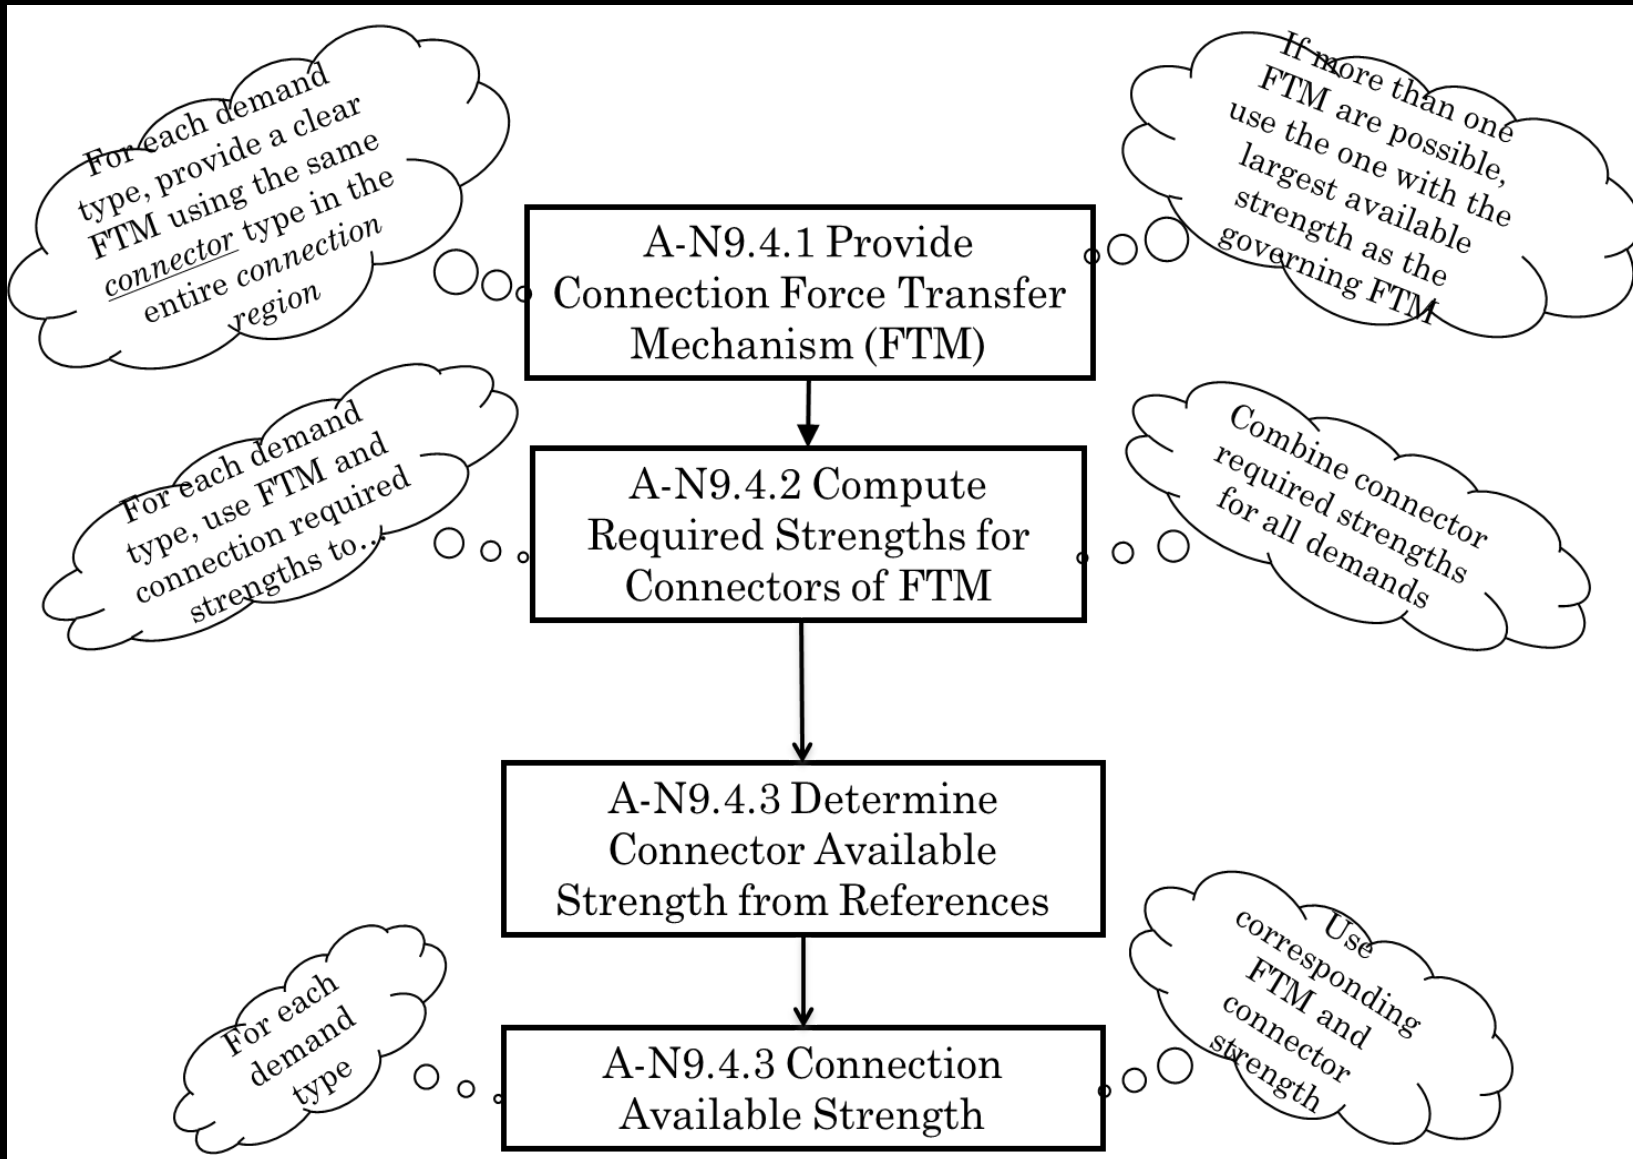 For each demand
type, provide a clear
FTM using the same
connector type in the
entire connection
region
If more than one
FTM are possible,
use the one with the
largest available
strength as the
governing FTM
A-N9.4.1 Provide
Connection Force Transfer
Mechanism (FTM)
For each demand
type, use FTM and
connection required
strengths to…
A-N9.4.2 Compute
Required Strengths for
Connectors of FTM
Combine connector
required strengths
for all demands
A-N9.4.3 Determine
Connector Available
Strength from References
For each
demand
type
A-N9.4.3 Connection
Available Strength
Use
corresponding
FTM and
connector
strength